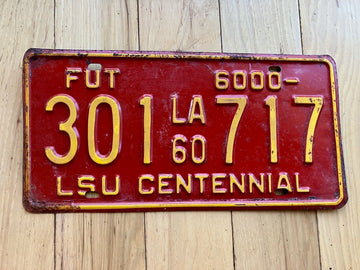 FOT 6000-
301 LA 60 717
LSU CENTENNIAL